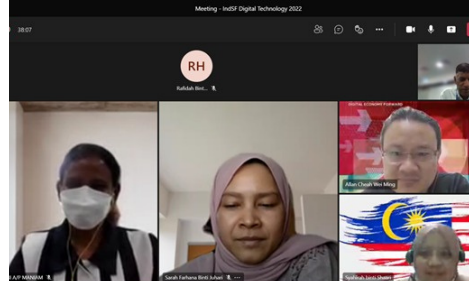 Meeting - IndSF Digital Technology 2022
38:07
RH
Rafidah Bint...
DIGITAL ECONOMY FORWARD
Allan Cheah Wei Ming
A/P MANIAM
Sarah Farhana Binti Juhari